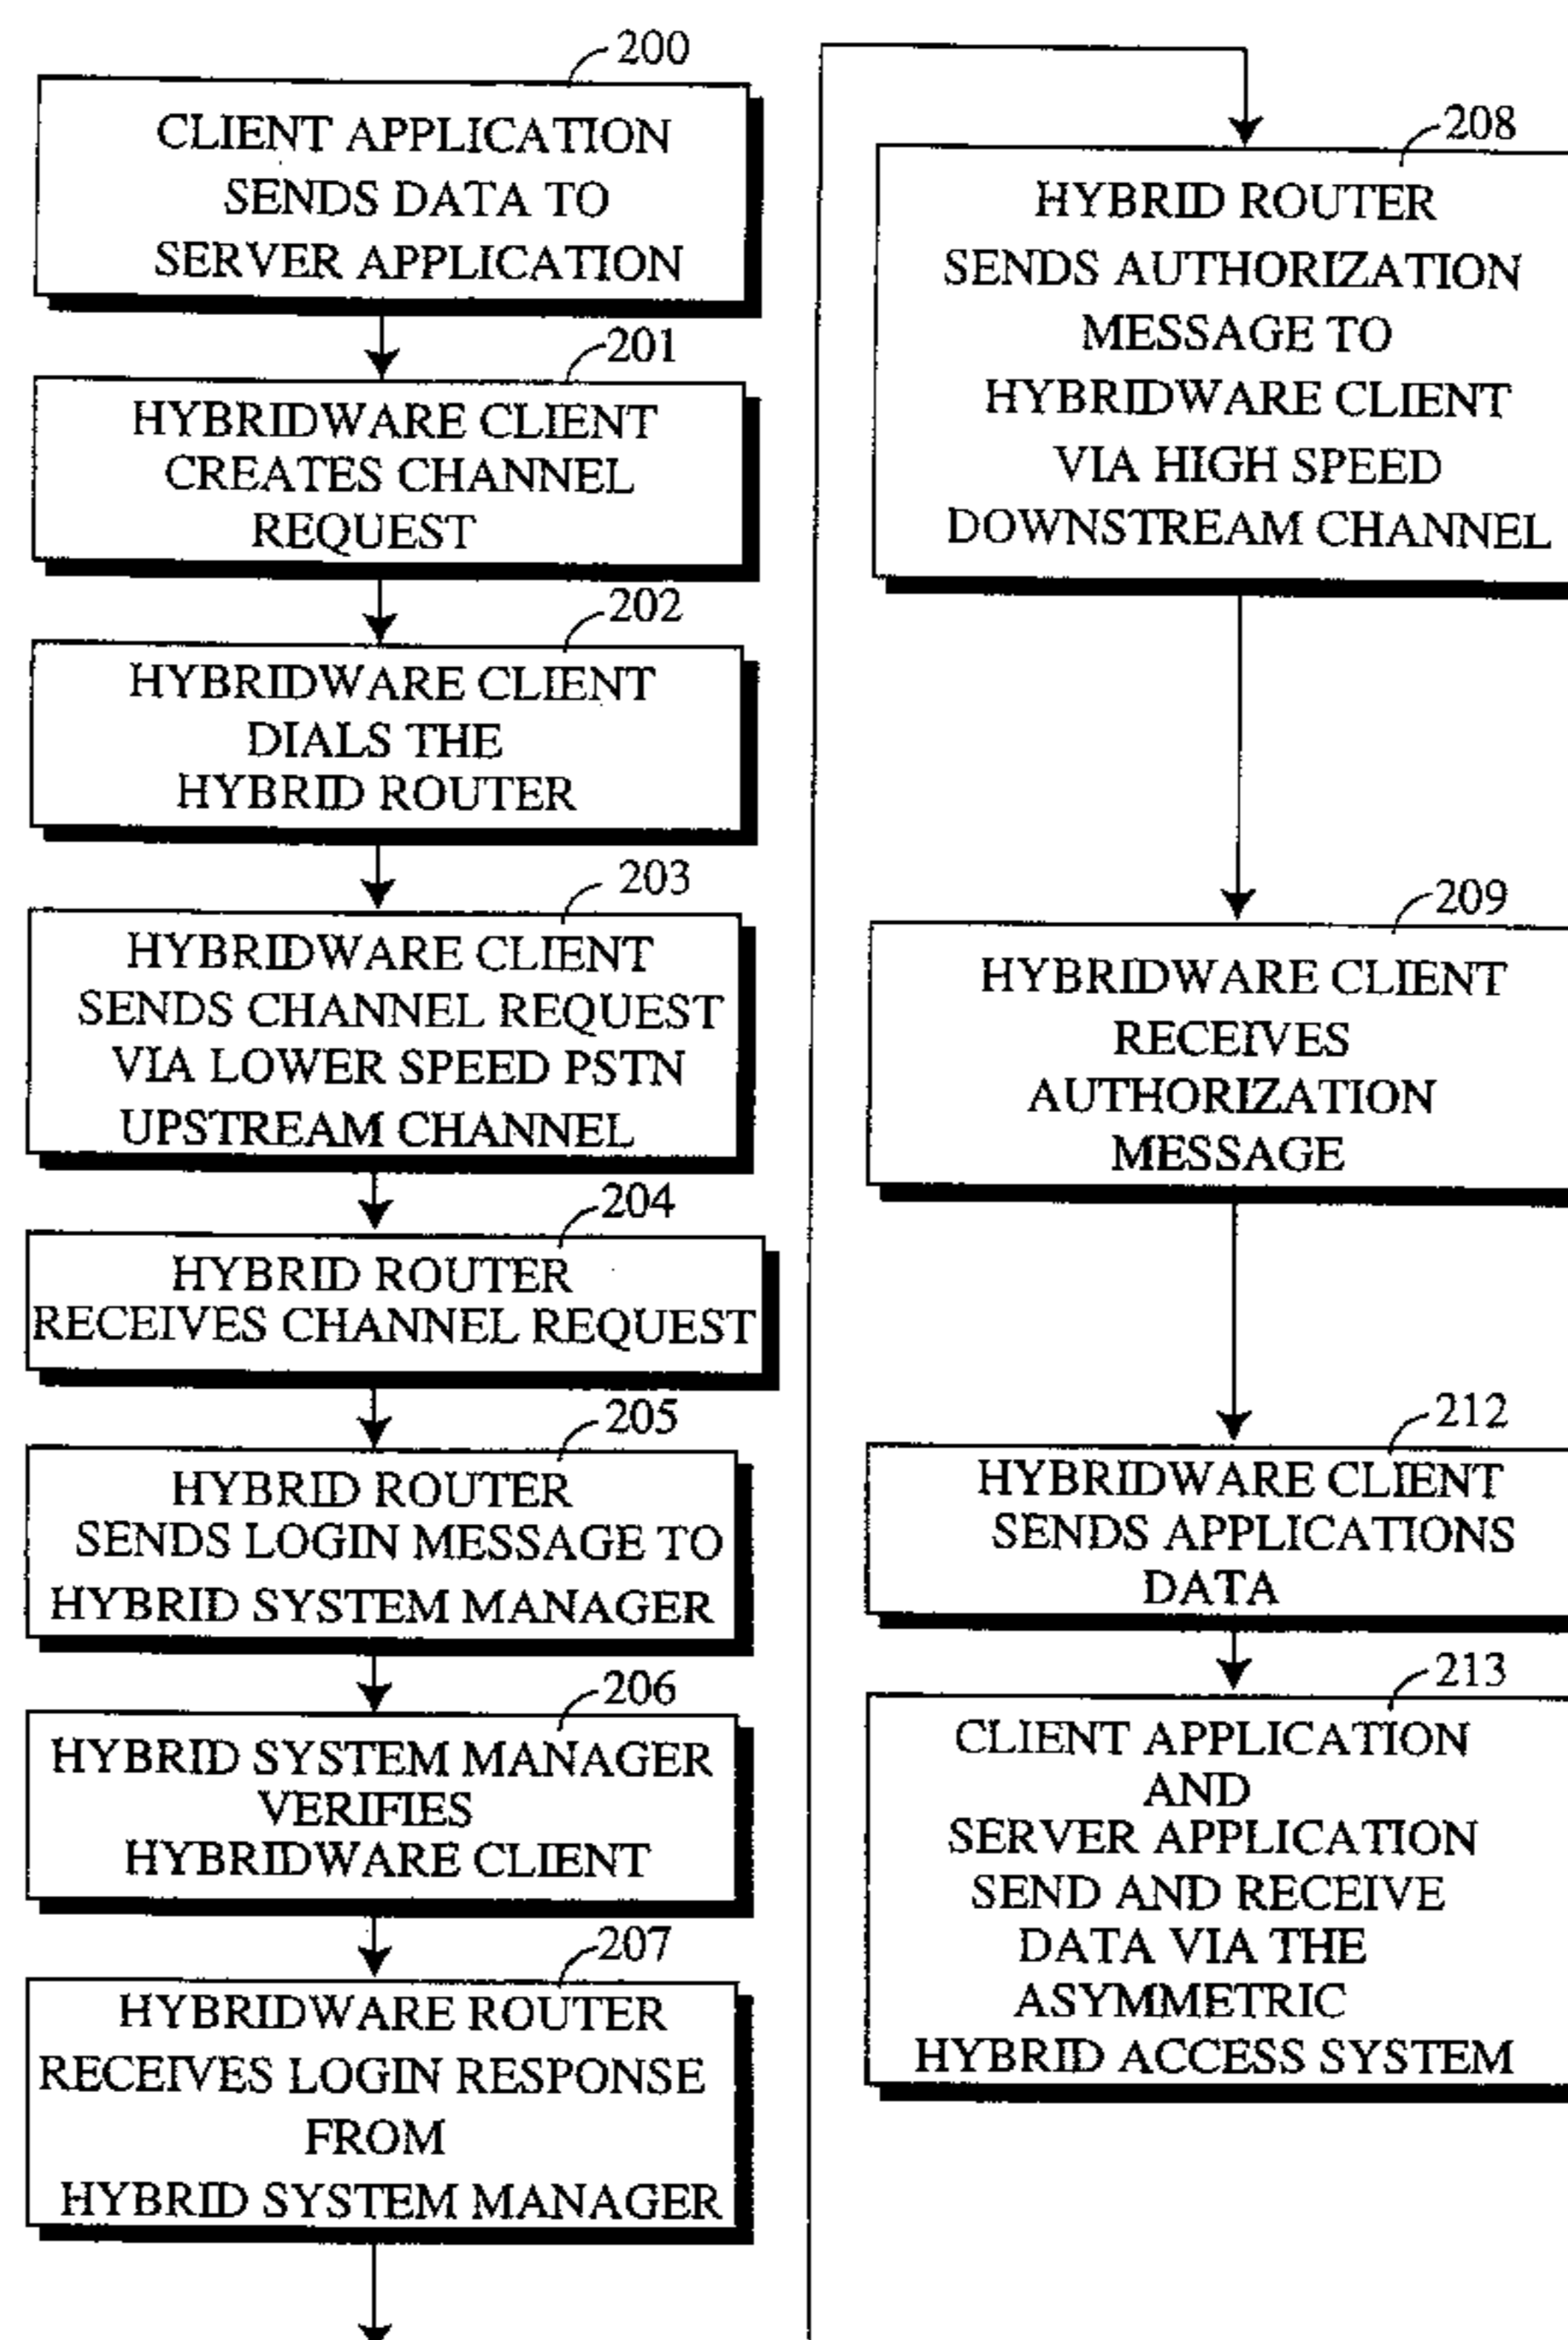 200
CLIENT APPLICATION
SENDS DATA TO
SERVER APPLICATION
201
HYBRIDWARE CLIENT
CREATES CHANNEL
REQUEST
202
HYBRIDWARE CLIENT
DIALS THE
HYBRID ROUTER
203
HYBRIDWARE CLIENT
SENDS CHANNEL REQUEST
VIA LOWER SPEED PSTN
UPSTREAM CHANNEL
204
HYBRID ROUTER
RECEIVES CHANNEL REQUEST
205
HYBRID ROUTER
SENDS LOGIN MESSAGE TO
HYBRID SYSTEM MANAGER
206
HYBRID SYSTEM MANAGER
VERIFIES
HYBRIDWARE CLIENT
207
HYBRIDWARE ROUTER
RECEIVES LOGIN RESPONSE
FROM
HYBRID SYSTEM MANAGER
208
HYBRID ROUTER
SENDS AUTHORIZATION
MESSAGE TO
HYBRIDWARE CLIENT
VIA HIGH SPEED
DOWNSTREAM CHANNEL
209
HYBRIDWARE CLIENT
RECEIVES
AUTHORIZATION
MESSAGE
212
HYBRIDWARE CLIENT
SENDS APPLICATIONS
DATA
213
CLIENT APPLICATION
AND
SERVER APPLICATION
SEND AND RECEIVE
DATA VIA THE
ASYMMETRIC
HYBRID ACCESS SYSTEM